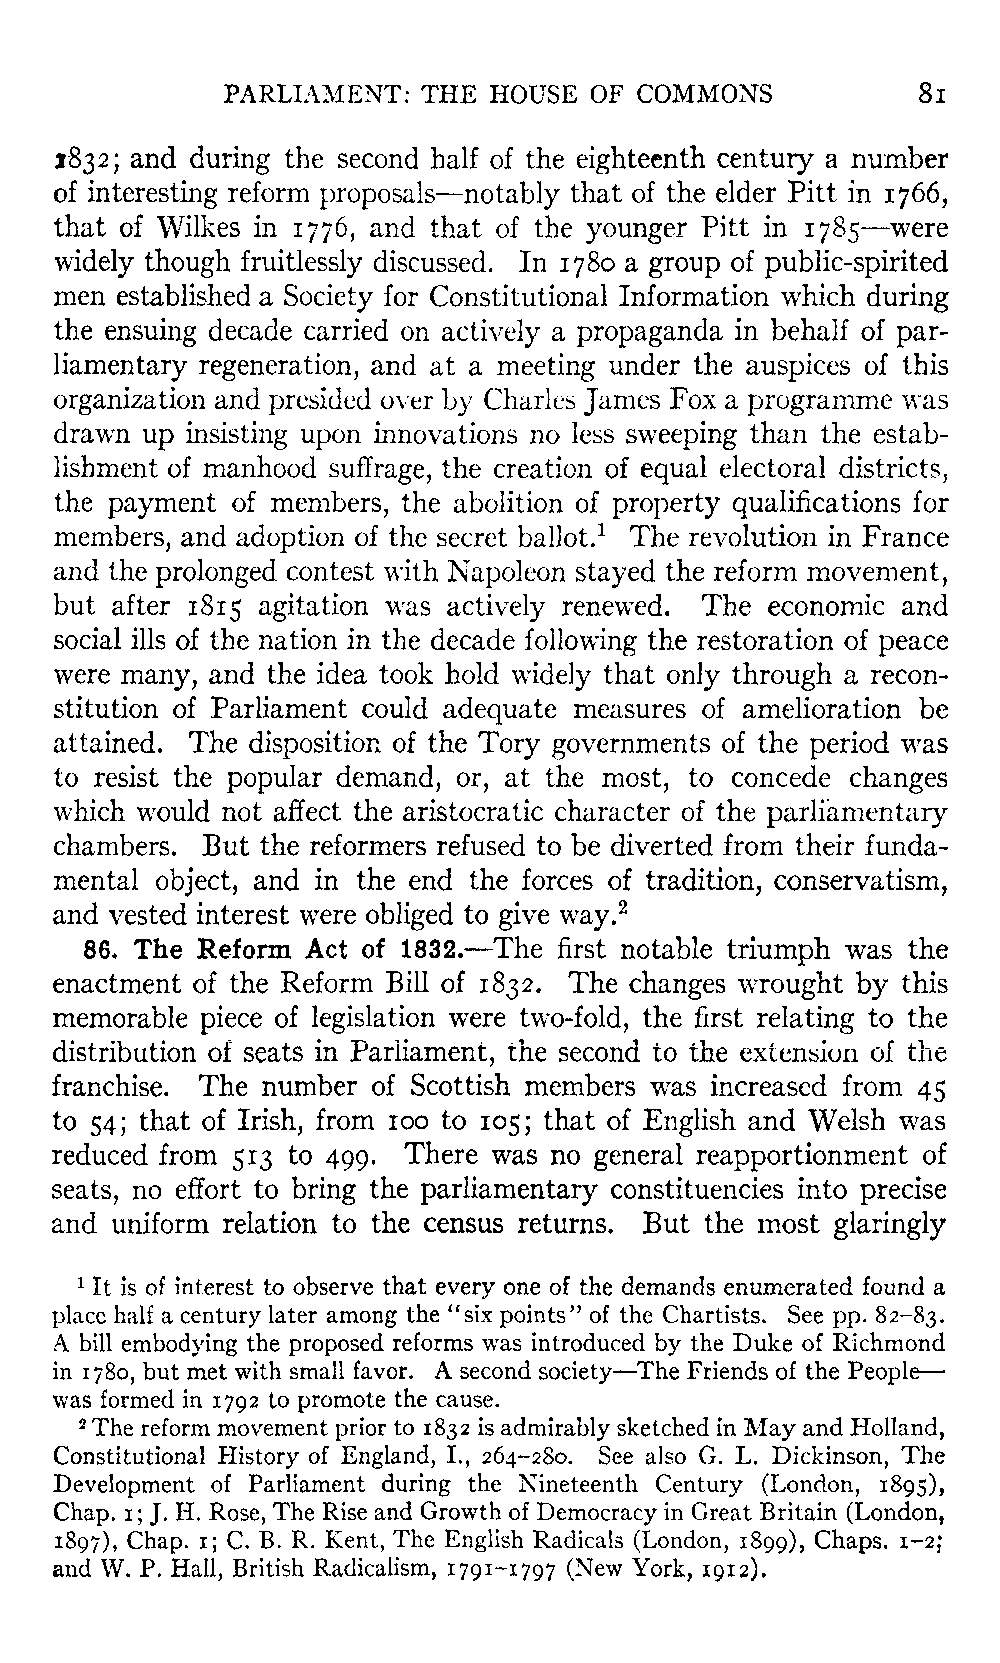 PARLIAMENT: THE HOUSE OF COMMONS 81
1832; and during the second half of the eighteenth century a number
of interesting reform proposals—notably that of the elder Pitt in 1766,
that of Wilkes in 1776, and that of the younger Pitt in 1785—were
widely though fruitlessly discussed. In 1780 a group of public-spirited
men established a Society for Constitutional Information which during
the ensuing decade carried on actively a propaganda in behalf of par-
liamentary regeneration, and at a meeting under the auspices of this
organization and presided over by Charles James Fox a programme was
drawn up insisting upon innovations no less sweeping than the estab-
lishment of manhood suffrage, the creation of equal electoral districts,
the payment of members, the abolition of property qualifications for
members, and adoption of the secret ballot.¹ The revolution in France
and the prolonged contest with Napoleon stayed the reform movement,
but after 1815 agitation was actively renewed. The economic and
social ills of the nation in the decade following the restoration of peace
were many, and the idea took hold widely that only through a recon-
stitution of Parliament could adequate measures of amelioration be
attained. The disposition of the Tory governments of the period was
to resist the popular demand, or, at the most, to concede changes
which would not affect the aristocratic character of the parliamentary
chambers. But the reformers refused to be diverted from their funda-
mental object, and in the end the forces of tradition, conservatism,
and vested interest were obliged to give way.²
86. The Reform Act of 1832.—The first notable triumph was the
enactment of the Reform Bill of 1832. The changes wrought by this
memorable piece of legislation were two-fold, the first relating to the
distribution of seats in Parliament, the second to the extension of the
franchise. The number of Scottish members was increased from 45
to 54; that of Irish, from 100 to 105; that of English and Welsh was
reduced from 513 to 499. There was no general reapportionment of
seats, no effort to bring the parliamentary constituencies into precise
and uniform relation to the census returns. But the most glaringly
¹ It is of interest to observe that every one of the demands enumerated found a
place half a century later among the "six points" of the Chartists. See pp. 82–83.
A bill embodying the proposed reforms was introduced by the Duke of Richmond
in 1780, but met with small favor. A second society—The Friends of the People—
was formed in 1792 to promote the cause.
² The reform movement prior to 1832 is admirably sketched in May and Holland,
Constitutional History of England, I., 264–280. See also G. L. Dickinson, The
Development of Parliament during the Nineteenth Century (London, 1895),
Chap. 1; J. H. Rose, The Rise and Growth of Democracy in Great Britain (London,
1897), Chap. 1; C. B. R. Kent, The English Radicals (London, 1899), Chaps. 1–2;
and W. P. Hall, British Radicalism, 1791–1797 (New York, 1912).